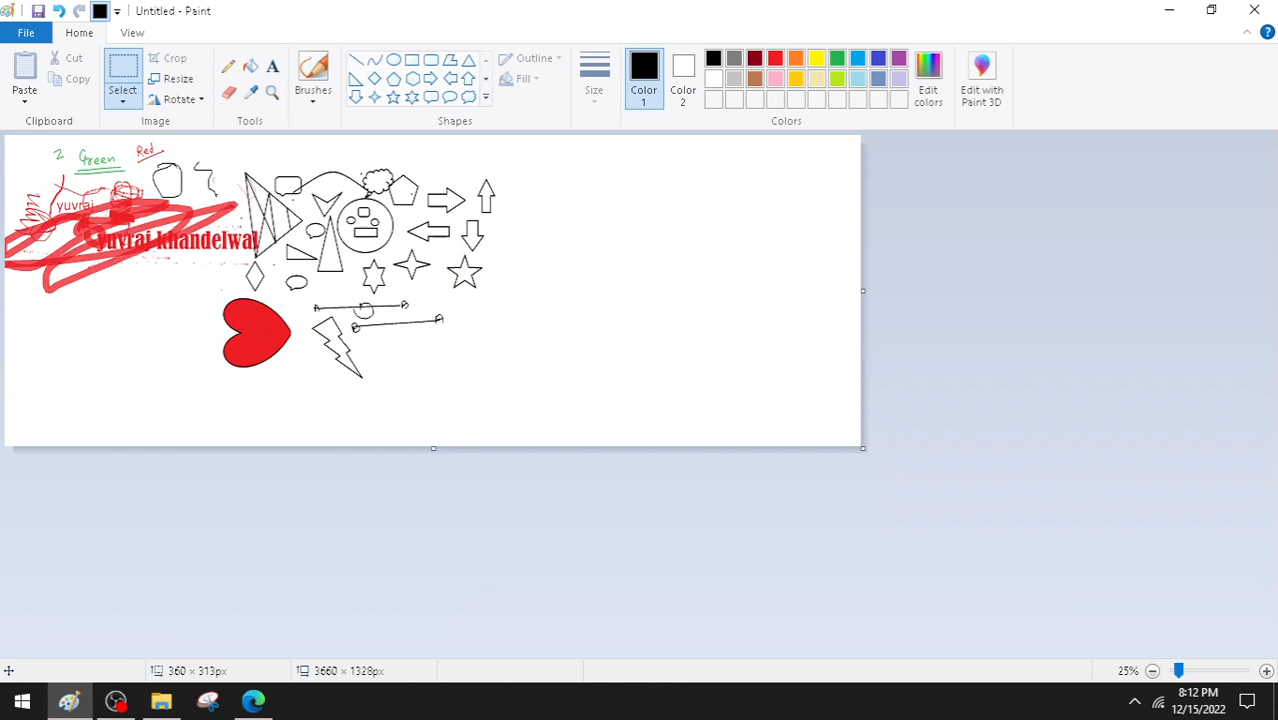 Untitled - Paint
File
Home
View
Paste
Cut
Copy
Clipboard
Select
Crop
Resize
Rotate
Image
A
Tools
Brushes
Shapes
Outline
Fill
Size
Color 1
Color 2
Edit colors
Edit with Paint 3D
Colors
2 Green Red
yuvraj
yuvraj khandelwal
A B
B A
360 × 313px
3660 × 1328px
25%
8:12 PM
12/15/2022